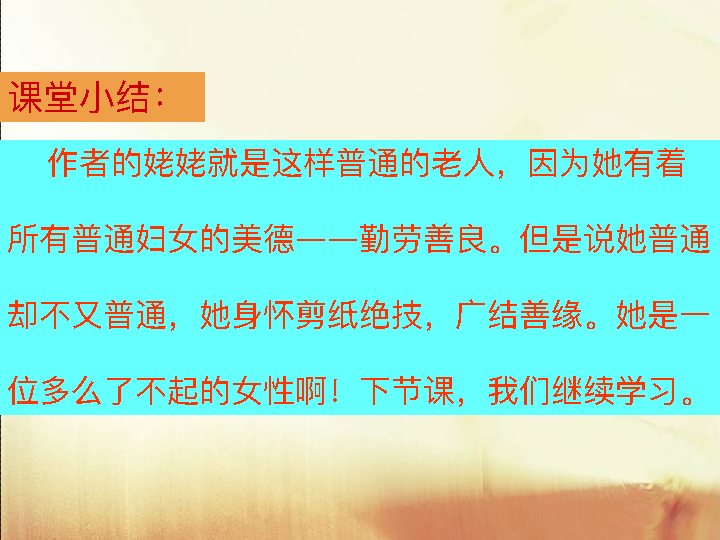 课堂小结：
作者的姥姥就是这样普通的老人，因为她有着
所有普通妇女的美德——勤劳善良。但是说她普通
却不又普通，她身怀剪纸绝技，广结善缘。她是一
位多么了不起的女性啊！下节课，我们继续学习。